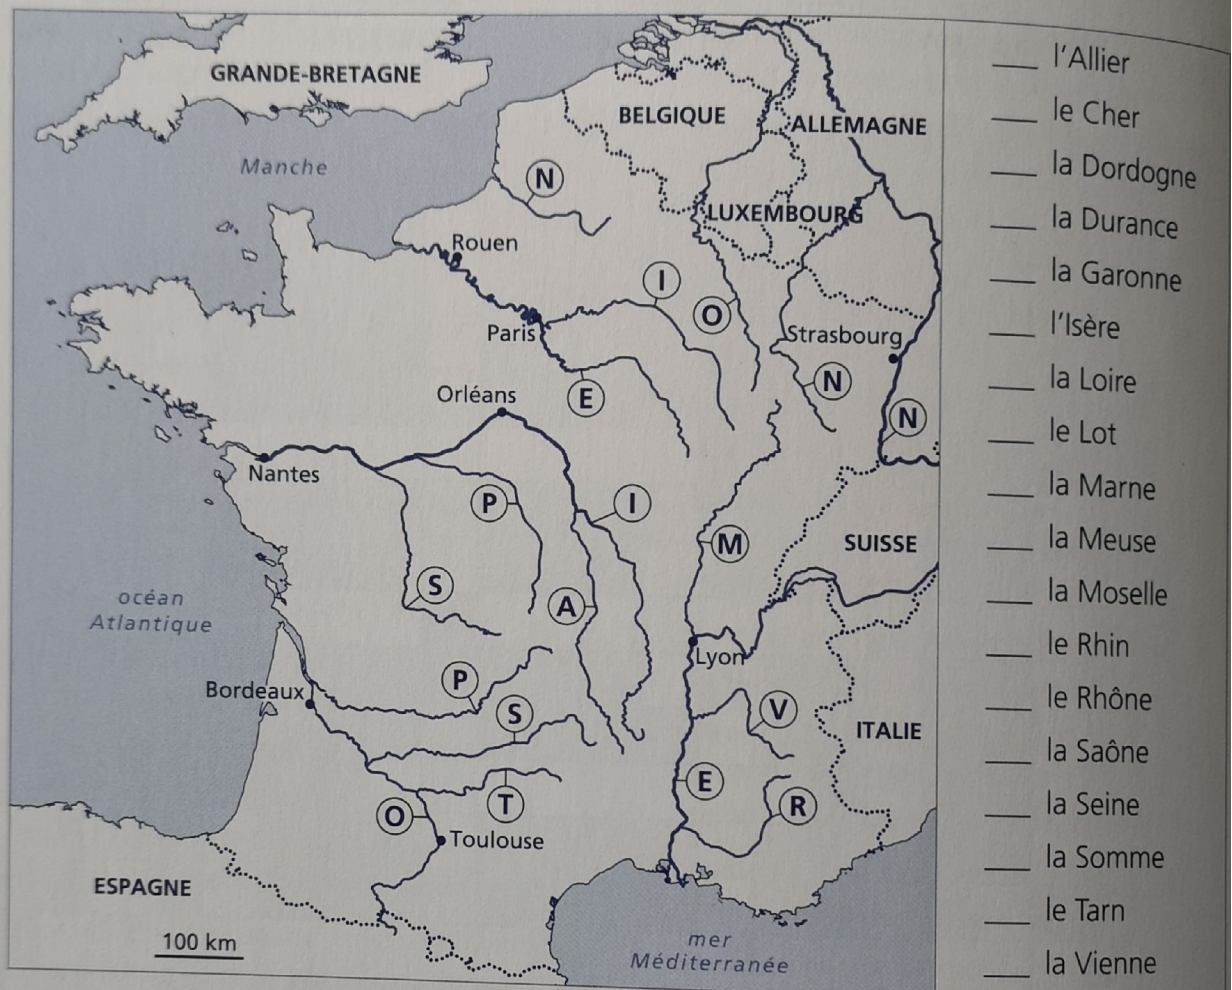 GRANDE-BRETAGNE
BELGIQUE
ALLEMAGNE
Manche
N
LUXEMBOURG
Rouen
I
O
Paris
Strasbourg
E
N
Orléans
N
Nantes
P
I
M
SUISSE
océan
Atlantique
S
A
Lyon
P
Bordeaux
S
V
ITALIE
E
T
R
O
Toulouse
ESPAGNE
100 km
mer
Méditerranée
___ l'Allier
___ le Cher
___ la Dordogne
___ la Durance
___ la Garonne
___ l'Isère
___ la Loire
___ le Lot
___ la Marne
___ la Meuse
___ la Moselle
___ le Rhin
___ le Rhône
___ la Saône
___ la Seine
___ la Somme
___ le Tarn
___ la Vienne